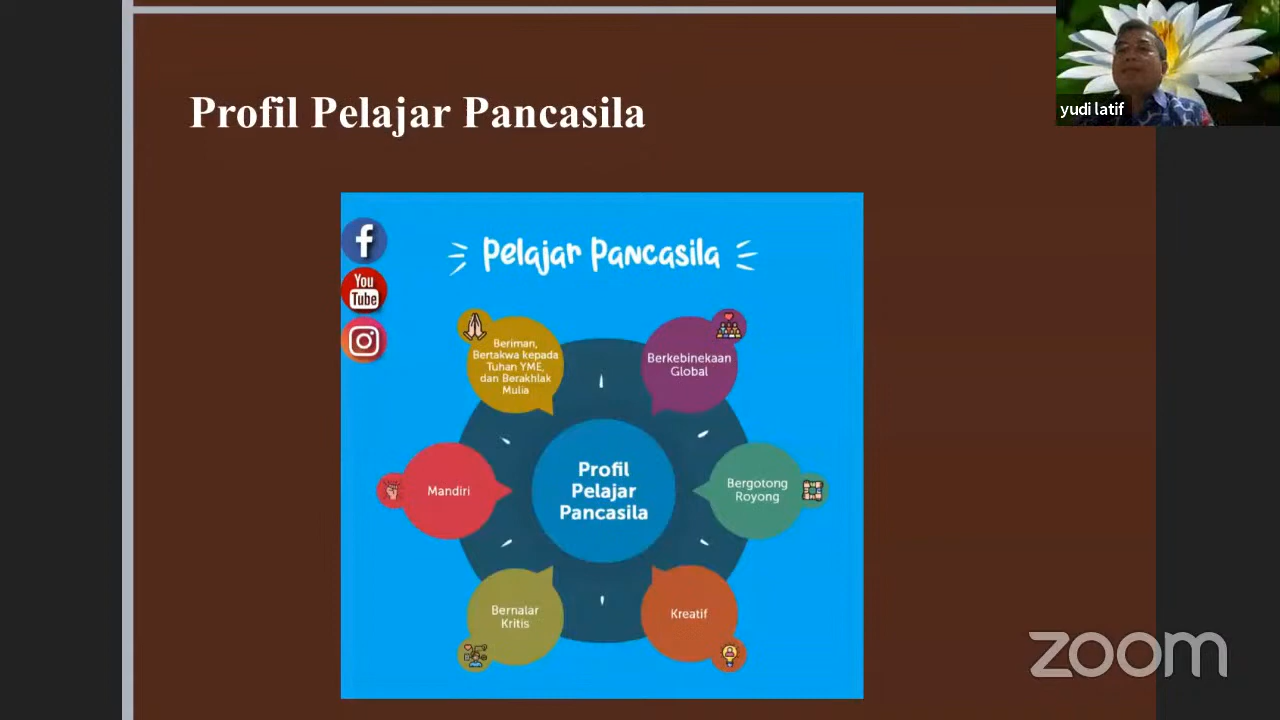 Profil Pelajar Pancasila
yudi latif
f
You
Tube
Pelajar Pancasila
Beriman,
Bertakwa kepada
Tuhan YME,
dan Berakhlak
Mulia
Berkebinekaan
Global
Mandiri
Profil
Pelajar
Pancasila
Bergotong
Royong
Bernalar
Kritis
Kreatif
zoom